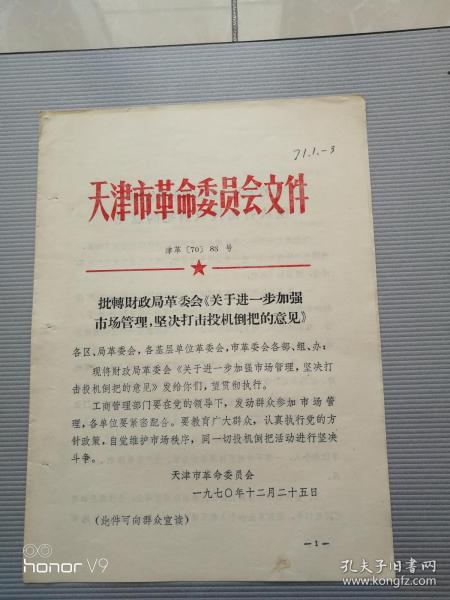 71.1.-3
天津市革命委员会文件
津革〔70〕83 号
批轉財政局革委会《关于进一步加强
市场管理，坚决打击投机倒把的意见》
各区、局革委会，各基层单位革委会，市革委会各部、组、办：
现将财政局革委会《关于进一步加强市场管理，坚决打
击投机倒把的意见》发给你们，望贯彻执行。
工商管理部门要在党的领导下，发动群众参加市场管
理，各单位要紧密配合。要教育广大群众，认真执行党的方
针政策，自觉维护市场秩序，同一切投机倒把活动进行坚决
斗争。
天津市革命委员会
一九七〇年十二月二十五日
（此件可向群众宣读）
—1—
honor V9
孔夫子旧书网
www.kongfz.com